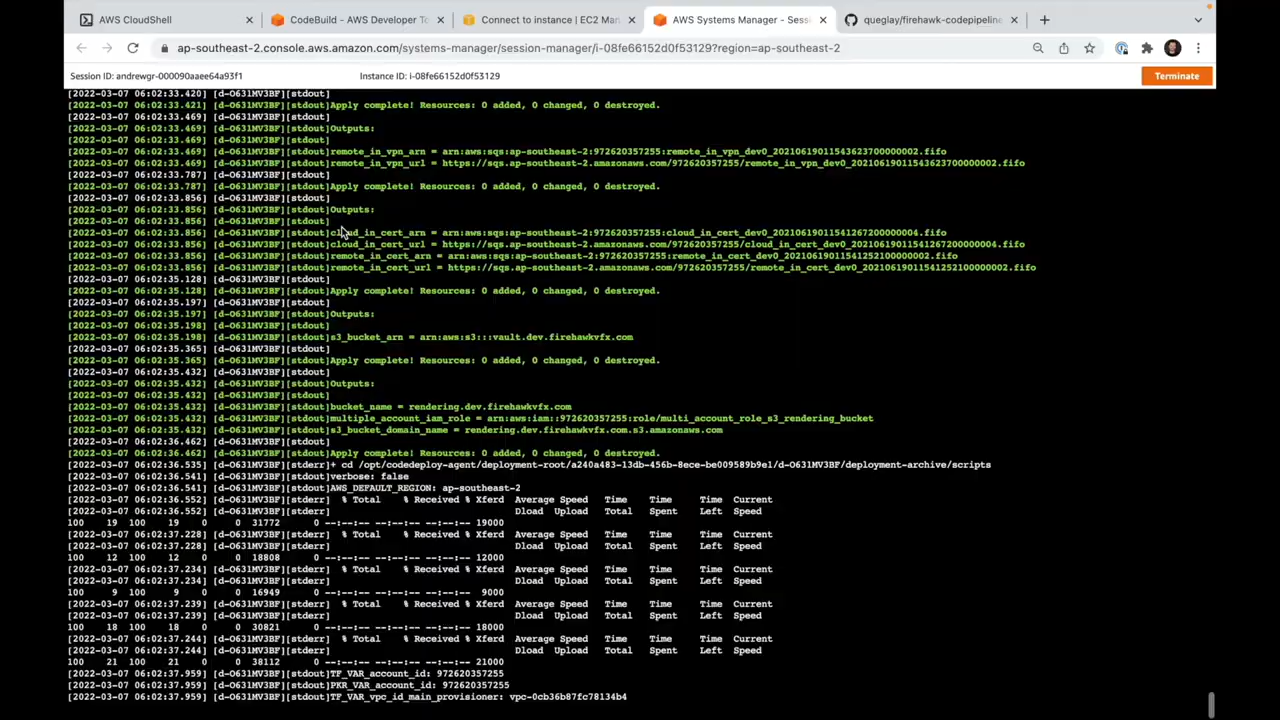 AWS CloudShell
CodeBuild - AWS Developer To
Connect to instance | EC2 Man
AWS Systems Manager - Sessi
queglay/firehawk-codepipeline
ap-southeast-2.console.aws.amazon.com/systems-manager/session-manager/i-08fe66152d0f53129?region=ap-southeast-2
Session ID: andrewgr-000090aaee64a93f1 Instance ID: i-08fe66152d0f53129 Terminate
[2022-03-07 06:02:33.420] [d-O631MV3BF][stdout]
[2022-03-07 06:02:33.421] [d-O631MV3BF][stdout]Apply complete! Resources: 0 added, 0 changed, 0 destroyed.
[2022-03-07 06:02:33.469] [d-O631MV3BF][stdout]
[2022-03-07 06:02:33.469] [d-O631MV3BF][stdout]Outputs:
[2022-03-07 06:02:33.469] [d-O631MV3BF][stdout]
[2022-03-07 06:02:33.469] [d-O631MV3BF][stdout]remote_in_vpn_arn = arn:aws:sqs:ap-southeast-2:972620357255:remote_in_vpn_dev0_20210619011543623700000002.fifo
[2022-03-07 06:02:33.469] [d-O631MV3BF][stdout]remote_in_vpn_url = https://sqs.ap-southeast-2.amazonaws.com/972620357255/remote_in_vpn_dev0_20210619011543623700000002.fifo
[2022-03-07 06:02:33.787] [d-O631MV3BF][stdout]
[2022-03-07 06:02:33.787] [d-O631MV3BF][stdout]Apply complete! Resources: 0 added, 0 changed, 0 destroyed.
[2022-03-07 06:02:33.856] [d-O631MV3BF][stdout]
[2022-03-07 06:02:33.856] [d-O631MV3BF][stdout]Outputs:
[2022-03-07 06:02:33.856] [d-O631MV3BF][stdout]
[2022-03-07 06:02:33.856] [d-O631MV3BF][stdout]cloud_in_cert_arn = arn:aws:sqs:ap-southeast-2:972620357255:cloud_in_cert_dev0_20210619011541267200000004.fifo
[2022-03-07 06:02:33.856] [d-O631MV3BF][stdout]cloud_in_cert_url = https://sqs.ap-southeast-2.amazonaws.com/972620357255/cloud_in_cert_dev0_20210619011541267200000004.fifo
[2022-03-07 06:02:33.856] [d-O631MV3BF][stdout]remote_in_cert_arn = arn:aws:sqs:ap-southeast-2:972620357255:remote_in_cert_dev0_20210619011541252100000002.fifo
[2022-03-07 06:02:33.856] [d-O631MV3BF][stdout]remote_in_cert_url = https://sqs.ap-southeast-2.amazonaws.com/972620357255/remote_in_cert_dev0_20210619011541252100000002.fifo
[2022-03-07 06:02:35.128] [d-O631MV3BF][stdout]
[2022-03-07 06:02:35.128] [d-O631MV3BF][stdout]Apply complete! Resources: 0 added, 0 changed, 0 destroyed.
[2022-03-07 06:02:35.197] [d-O631MV3BF][stdout]
[2022-03-07 06:02:35.197] [d-O631MV3BF][stdout]Outputs:
[2022-03-07 06:02:35.198] [d-O631MV3BF][stdout]
[2022-03-07 06:02:35.198] [d-O631MV3BF][stdout]s3_bucket_arn = arn:aws:s3:::vault.dev.firehawkvfx.com
[2022-03-07 06:02:35.365] [d-O631MV3BF][stdout]
[2022-03-07 06:02:35.365] [d-O631MV3BF][stdout]Apply complete! Resources: 0 added, 0 changed, 0 destroyed.
[2022-03-07 06:02:35.432] [d-O631MV3BF][stdout]
[2022-03-07 06:02:35.432] [d-O631MV3BF][stdout]Outputs:
[2022-03-07 06:02:35.432] [d-O631MV3BF][stdout]
[2022-03-07 06:02:35.432] [d-O631MV3BF][stdout]bucket_name = rendering.dev.firehawkvfx.com
[2022-03-07 06:02:35.432] [d-O631MV3BF][stdout]multiple_account_iam_role = arn:aws:iam::972620357255:role/multi_account_role_s3_rendering_bucket
[2022-03-07 06:02:35.432] [d-O631MV3BF][stdout]s3_bucket_domain_name = rendering.dev.firehawkvfx.com.s3.amazonaws.com
[2022-03-07 06:02:36.462] [d-O631MV3BF][stdout]
[2022-03-07 06:02:36.462] [d-O631MV3BF][stdout]Apply complete! Resources: 0 added, 0 changed, 0 destroyed.
[2022-03-07 06:02:36.535] [d-O631MV3BF][stderr]+ cd /opt/codedeploy-agent/deployment-root/a240a483-13db-456b-8ece-be009589b9e1/d-O631MV3BF/deployment-archive/scripts
[2022-03-07 06:02:36.541] [d-O631MV3BF][stdout]verbose: false
[2022-03-07 06:02:36.541] [d-O631MV3BF][stdout]AWS_DEFAULT_REGION: ap-southeast-2
[2022-03-07 06:02:36.552] [d-O631MV3BF][stderr] % Total % Received % Xferd Average Speed Time Time Time Current
[2022-03-07 06:02:36.552] [d-O631MV3BF][stderr] Dload Upload Total Spent Left Speed
100 19 100 19 0 0 31772 0 --:--:-- --:--:-- --:--:-- 19000
[2022-03-07 06:02:37.228] [d-O631MV3BF][stderr] % Total % Received % Xferd Average Speed Time Time Time Current
[2022-03-07 06:02:37.228] [d-O631MV3BF][stderr] Dload Upload Total Spent Left Speed
100 12 100 12 0 0 18808 0 --:--:-- --:--:-- --:--:-- 12000
[2022-03-07 06:02:37.234] [d-O631MV3BF][stderr] % Total % Received % Xferd Average Speed Time Time Time Current
[2022-03-07 06:02:37.234] [d-O631MV3BF][stderr] Dload Upload Total Spent Left Speed
100 9 100 9 0 0 16949 0 --:--:-- --:--:-- --:--:-- 9000
[2022-03-07 06:02:37.239] [d-O631MV3BF][stderr] % Total % Received % Xferd Average Speed Time Time Time Current
[2022-03-07 06:02:37.239] [d-O631MV3BF][stderr] Dload Upload Total Spent Left Speed
100 18 100 18 0 0 30821 0 --:--:-- --:--:-- --:--:-- 18000
[2022-03-07 06:02:37.244] [d-O631MV3BF][stderr] % Total % Received % Xferd Average Speed Time Time Time Current
[2022-03-07 06:02:37.244] [d-O631MV3BF][stderr] Dload Upload Total Spent Left Speed
100 21 100 21 0 0 38112 0 --:--:-- --:--:-- --:--:-- 21000
[2022-03-07 06:02:37.959] [d-O631MV3BF][stdout]TF_VAR_account_id: 972620357255
[2022-03-07 06:02:37.959] [d-O631MV3BF][stdout]PKR_VAR_account_id: 972620357255
[2022-03-07 06:02:37.959] [d-O631MV3BF][stdout]TF_VAR_vpc_id_main_provisioner: vpc-0cb36b87fc78134b4